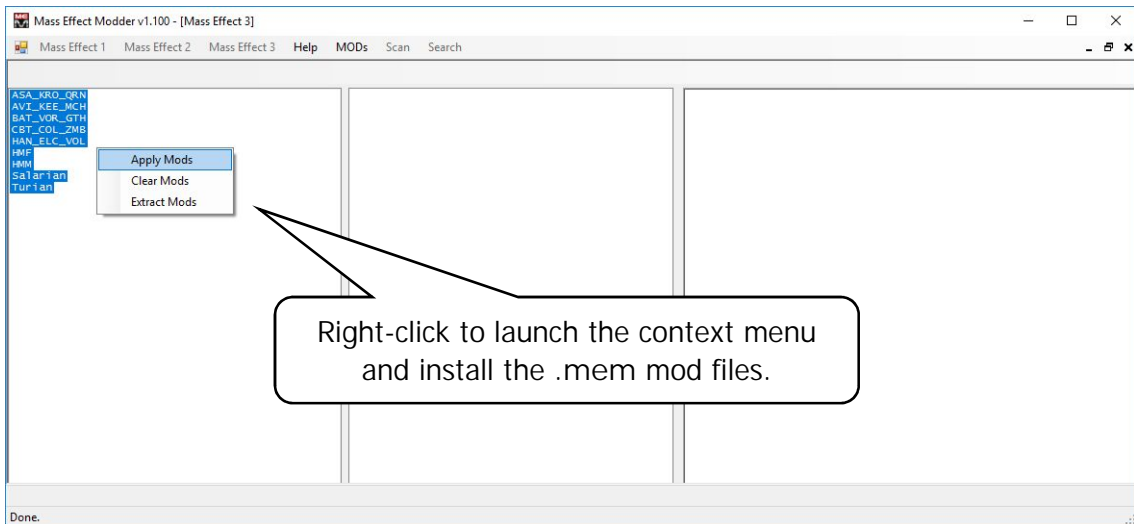 Mass Effect Modder v1.100 - [Mass Effect 3]
Mass Effect 1 Mass Effect 2 Mass Effect 3 Help MODs Scan Search
ASA_KRO_QRN
AVI_KEE_MCH
BAT_VOR_GTH
CBT_COL_ZMB
HAN_ELC_VOL
HMF
HMM
Salarian
Turian
Apply Mods
Clear Mods
Extract Mods
Right-click to launch the context menu
and install the .mem mod files.
Done.